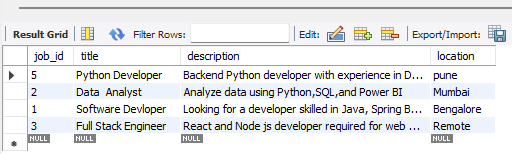 Result Grid Filter Rows: Edit: Export/Import:
job_id title description location
5 Python Devloper Backend Python developer with experience in D... pune
2 Data Analyst Analyze data using Python,SQL,and Power BI Mumbai
1 Software Devloper Looking for a developer skilled in Java, Spring B... Bengalore
3 Full Stack Engineer React and Node js developer required for web ... Remote
NULL NULL NULL NULL